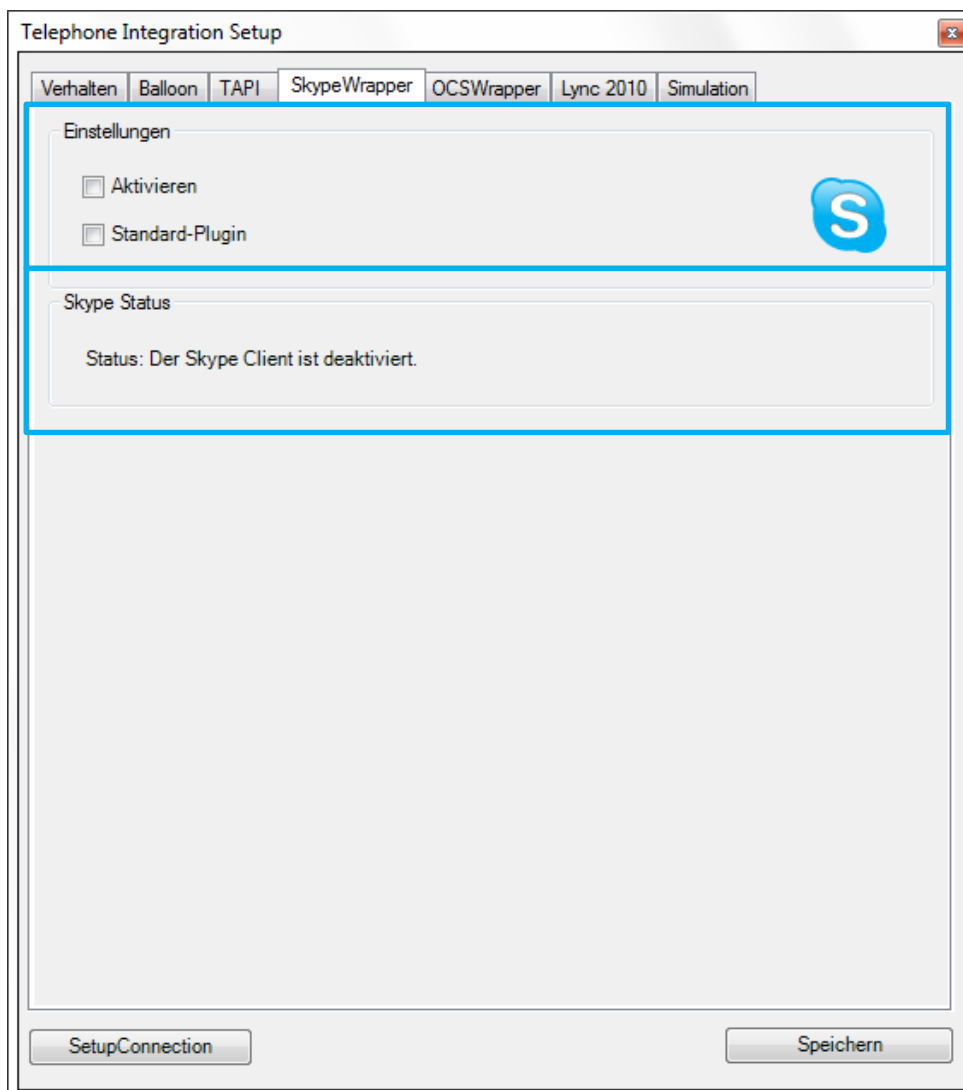 Telephone Integration Setup
Verhalten Balloon TAPI SkypeWrapper OCSWrapper Lync 2010 Simulation
Einstellungen
Aktivieren
S
Standard-Plugin
Skype Status
Status: Der Skype Client ist deaktiviert.
SetupConnection Speichern